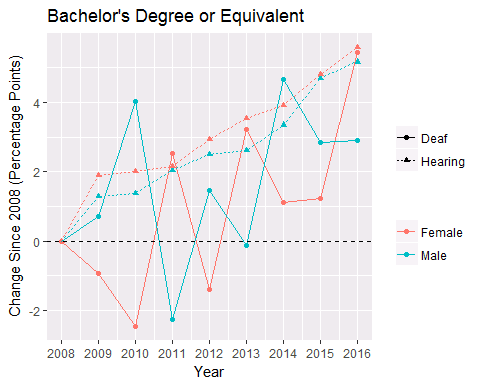 Bachelor's Degree or Equivalent
Change Since 2008 (Percentage Points)
4
2
0
-2
2008 2009 2010 2011 2012 2013 2014 2015 2016
Year
Deaf
Hearing
Female
Male